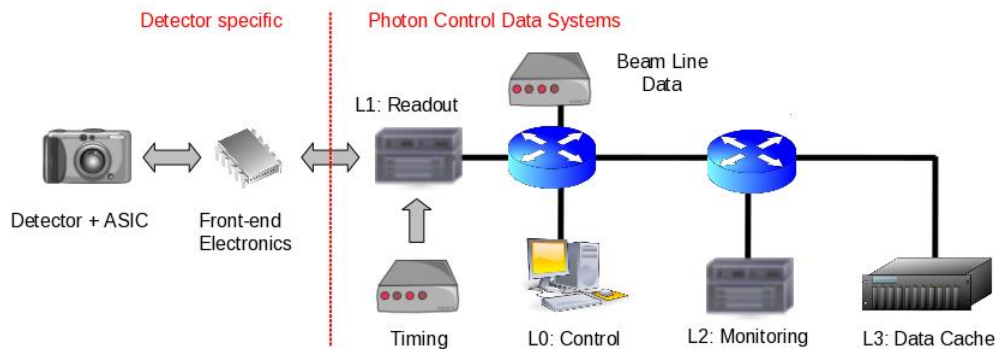 Detector specific
Photon Control Data Systems
Beam Line
Data
L1: Readout
Detector + ASIC
Front-end
Electronics
Timing
L0: Control
L2: Monitoring
L3: Data Cache